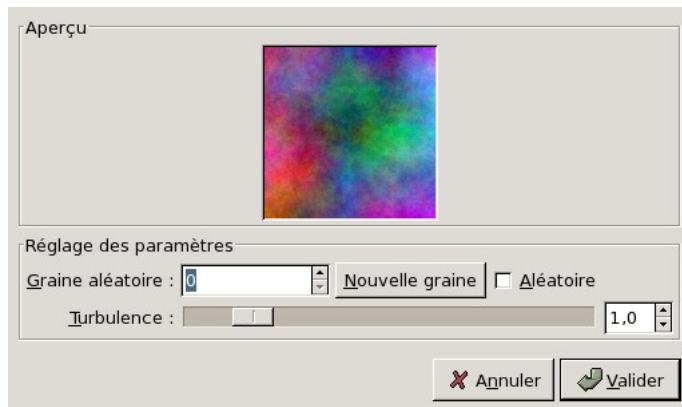 Aperçu
Réglage des paramètres
Graine aléatoire : 0 Nouvelle graine Aléatoire
Turbulence : 1,0
Annuler Valider